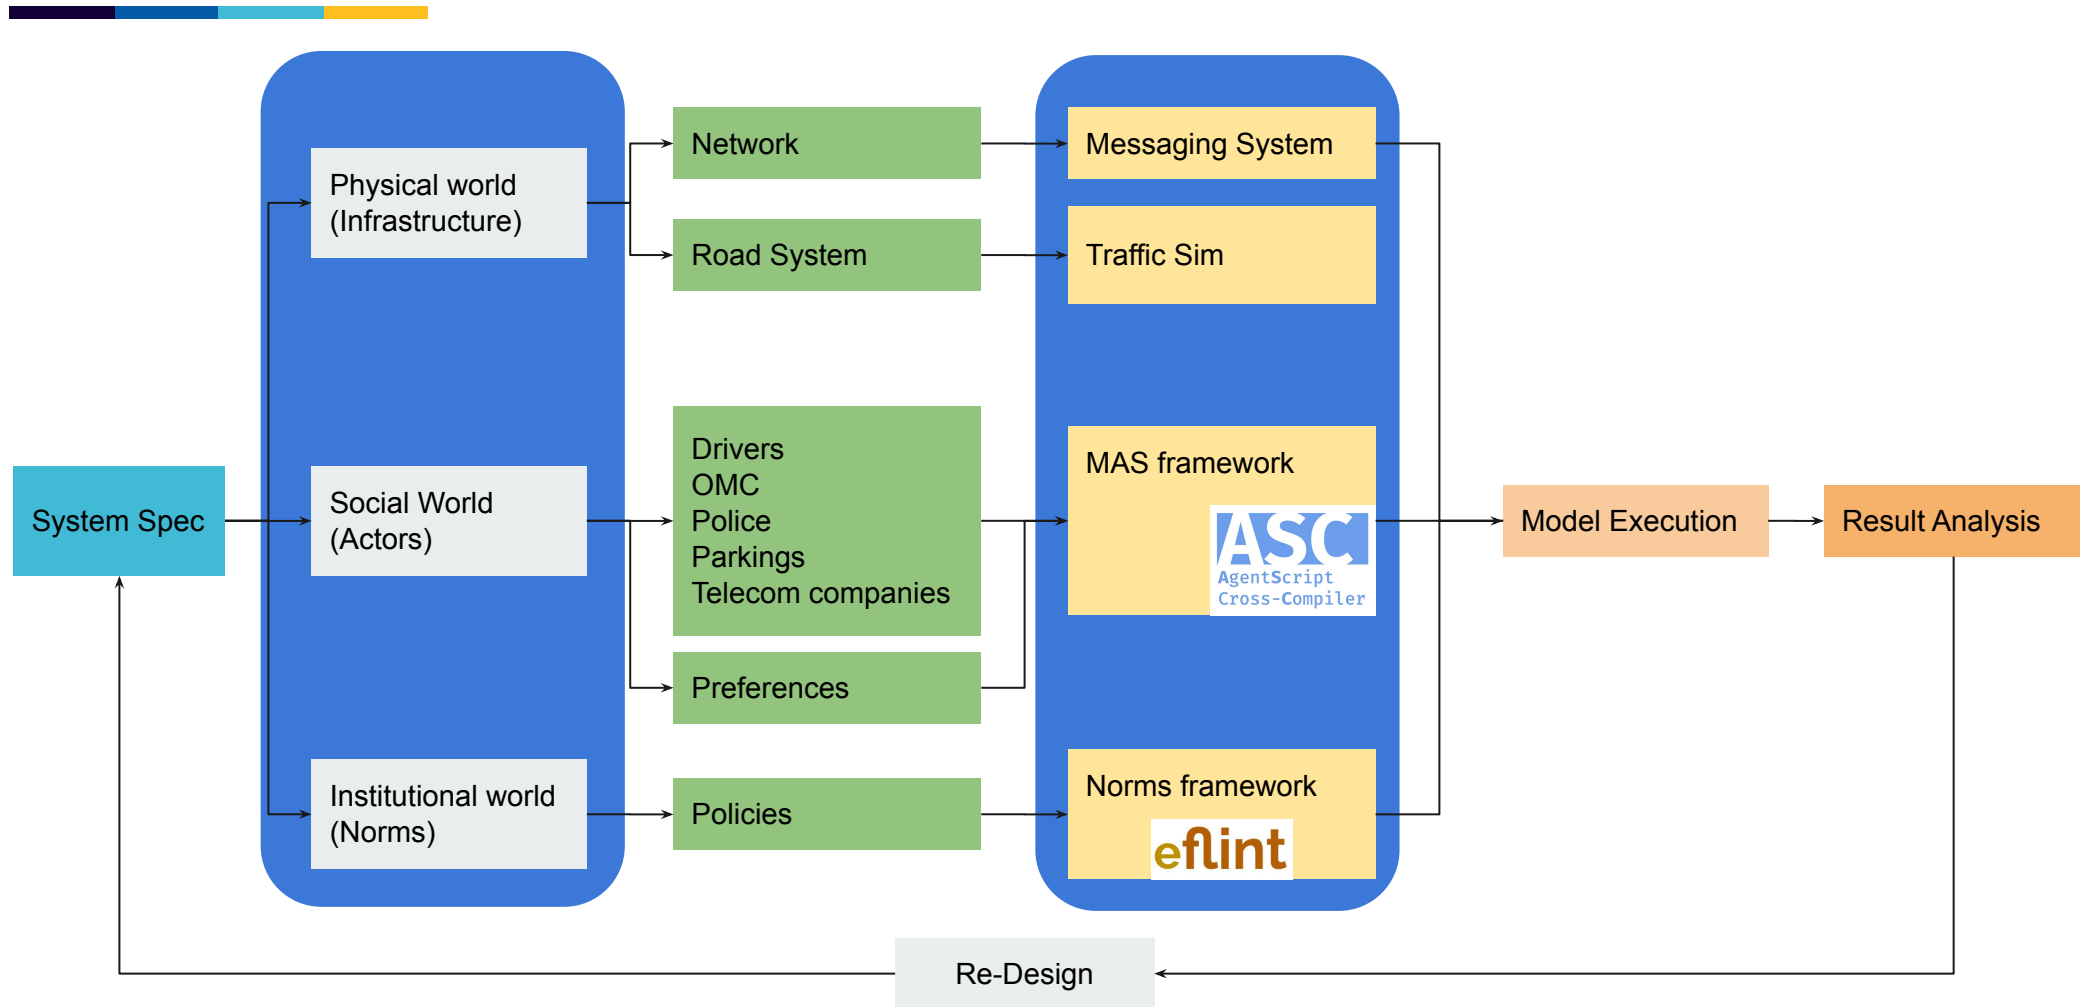 System Spec
Physical world
(Infrastructure)
Social World
(Actors)
Institutional world
(Norms)
Network
Road System
Drivers
OMC
Police
Parkings
Telecom companies
Preferences
Policies
Messaging System
Traffic Sim
MAS framework
ASC
AgentScript
Cross-Compiler
Norms framework
eflint
Model Execution
Result Analysis
Re-Design